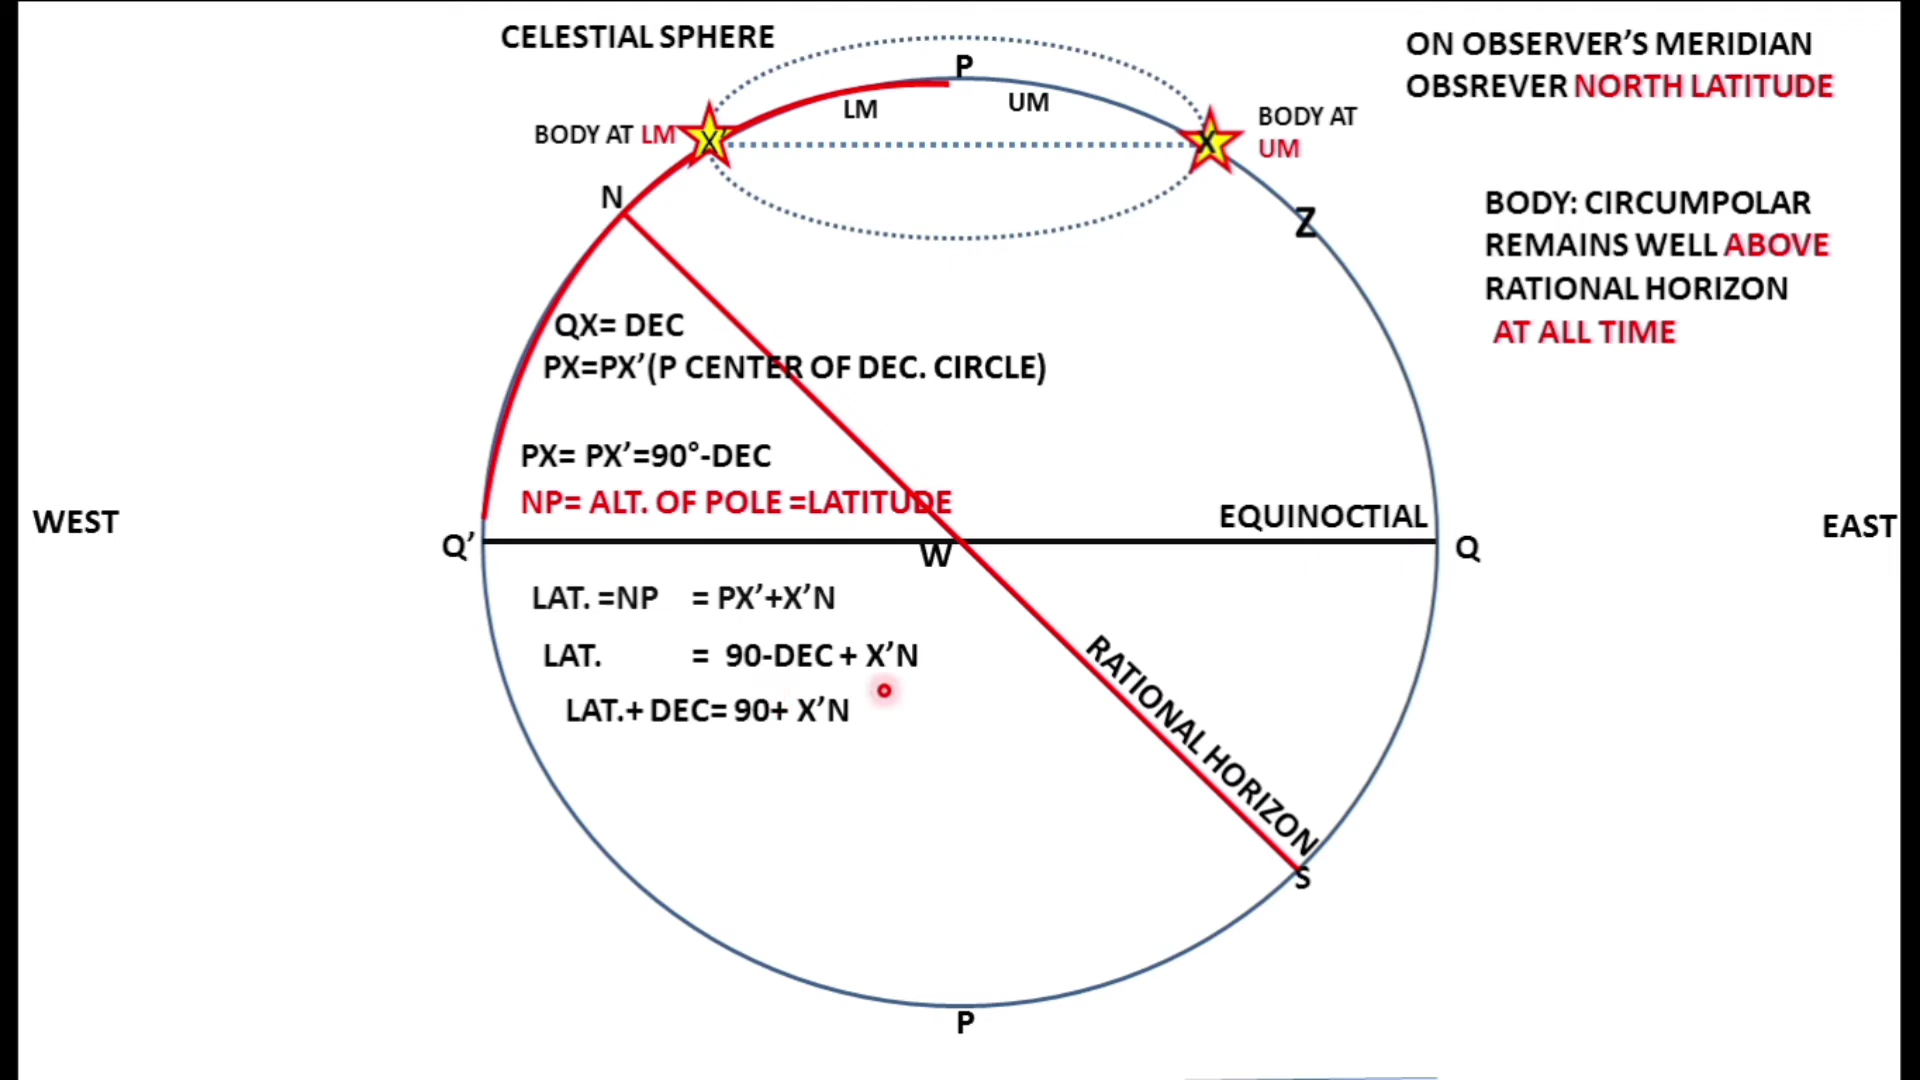 CELESTIAL SPHERE
ON OBSERVER’S MERIDIAN
OBSREVER NORTH LATITUDE
P
LM
UM
BODY AT LM
X’
X
BODY AT
UM
N
Z
BODY: CIRCUMPOLAR
REMAINS WELL ABOVE
RATIONAL HORIZON
AT ALL TIME
QX= DEC
PX=PX’(P CENTER OF DEC. CIRCLE)
PX= PX’=90°-DEC
NP= ALT. OF POLE =LATITUDE
WEST
EQUINOCTIAL
EAST
Q’
W
Q
LAT. =NP = PX’+X’N
LAT. = 90-DEC + X’N
LAT.+ DEC= 90+ X’N
RATIONAL HORIZON
S
P